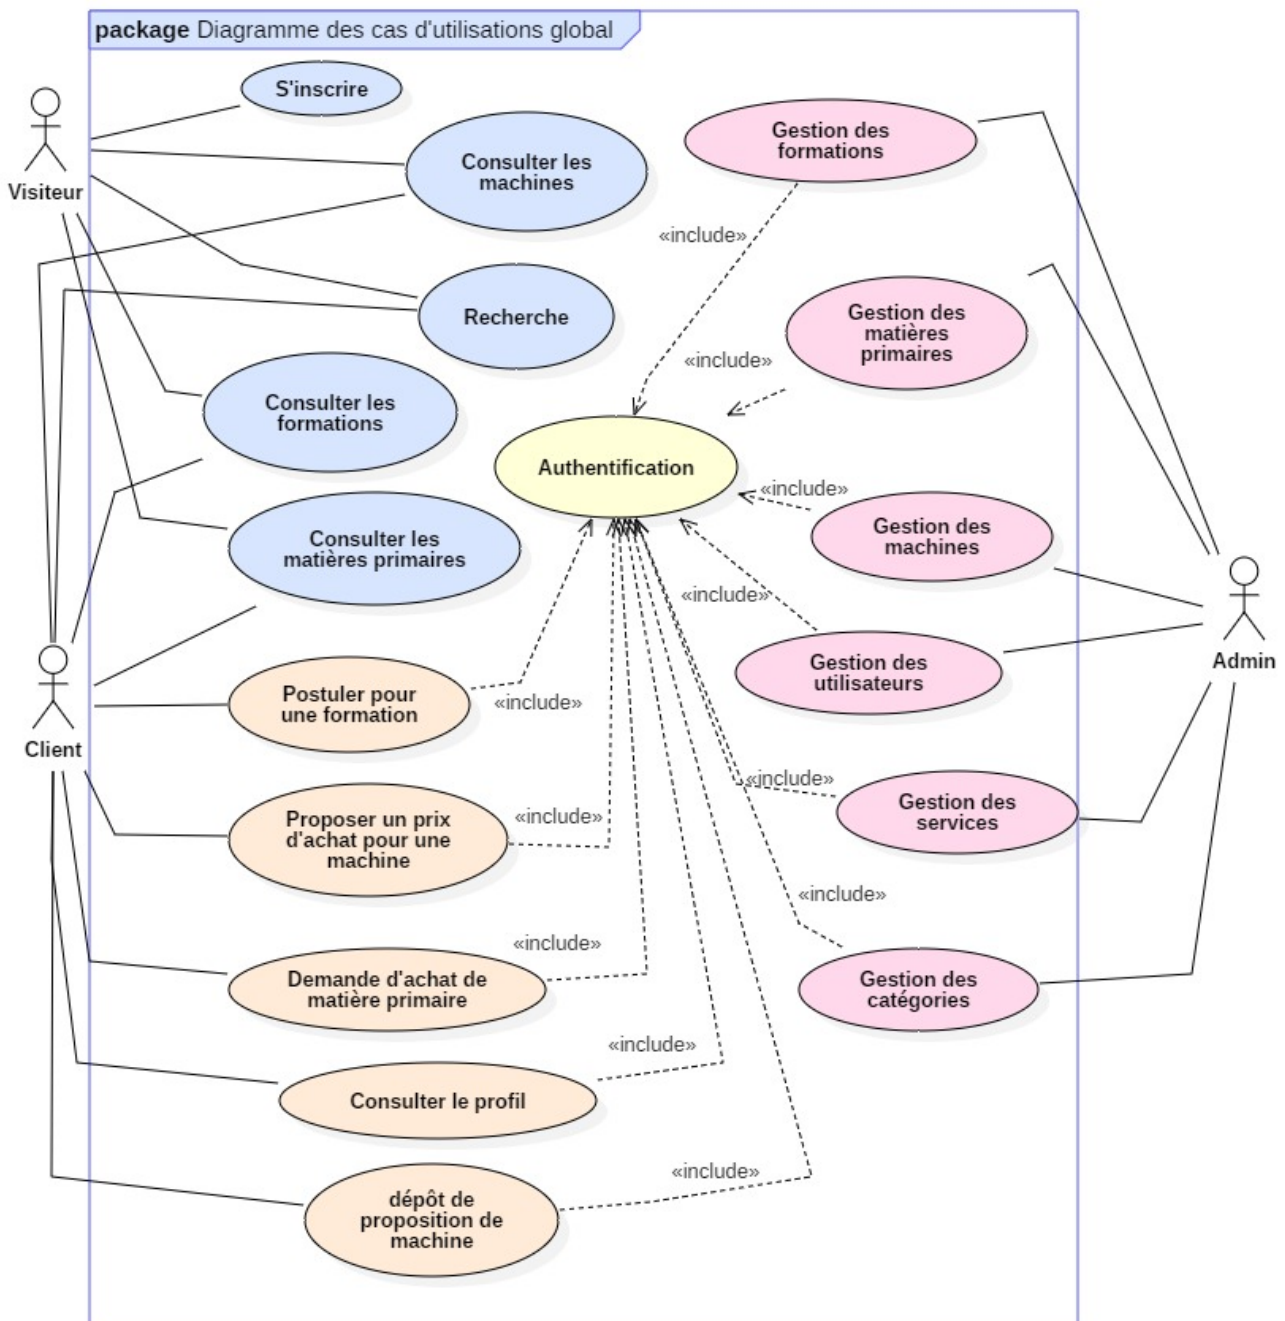 package Diagramme des cas d'utilisations global
S'inscrire
Visiteur
Consulter les
machines
Gestion des
formations
«include»
Recherche
Gestion des
matières
primaires
«include»
Consulter les
formations
Authentification
«include»
Consulter les
matières primaires
Gestion des
machines
«include»
Admin
Gestion des
utilisateurs
Client
Postuler pour
une formation
«include»
Proposer un prix
d'achat pour une
machine
«include»
«include»
Gestion des
services
«include»
Demande d'achat de
matière primaire
«include»
Gestion des
catégories
«include»
Consulter le profil
«include»
dépôt de
proposition de
machine